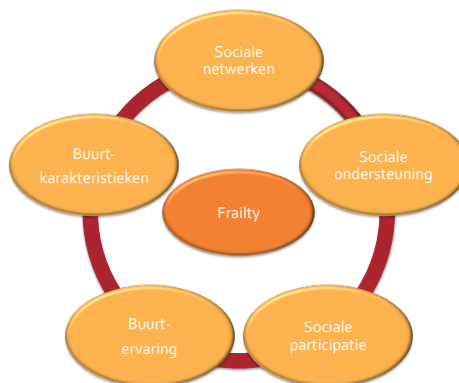 Sociale
netwerken
Sociale
ondersteuning
Sociale
participatie
Buurt-
ervaring
Buurt-
karakteristieken
Frailty